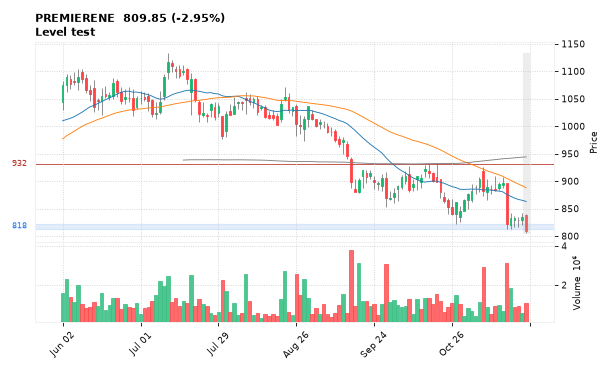 PREMIERENE 809.85 (-2.95%)
Level test
1150
1100
1050
1000
950
932
900
850
818
800
Price
4
2
Volume 10⁶
Jun 02
Jul 01
Jul 29
Aug 26
Sep 24
Oct 26